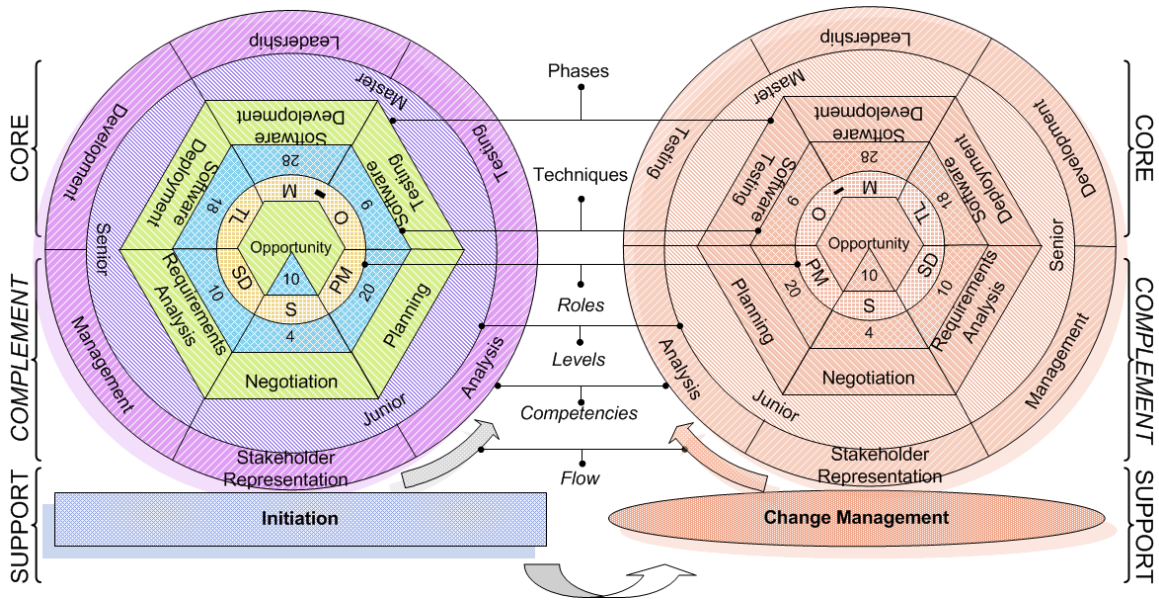 CORE
COMPLEMENT
SUPPORT
Leadership
Development
Testing
Management
Analysis
Stakeholder
Representation
Master
Senior
Junior
Software
Development
Software
Deployment
Software
Testing
Requirements
Analysis
Planning
Negotiation
28
18
9
10
20
4
M
O
TL
SD
PM
S
Opportunity
10
Initiation
Phases
Techniques
Roles
Levels
Competencies
Flow
Leadership
Testing
Development
Analysis
Management
Stakeholder
Representation
Master
Senior
Junior
Software
Development
Software
Testing
Software
Deployment
Planning
Requirements
Analysis
Negotiation
28
9
18
20
10
4
M
O
TL
PM
SD
S
Opportunity
10
Change Management
CORE
COMPLEMENT
SUPPORT